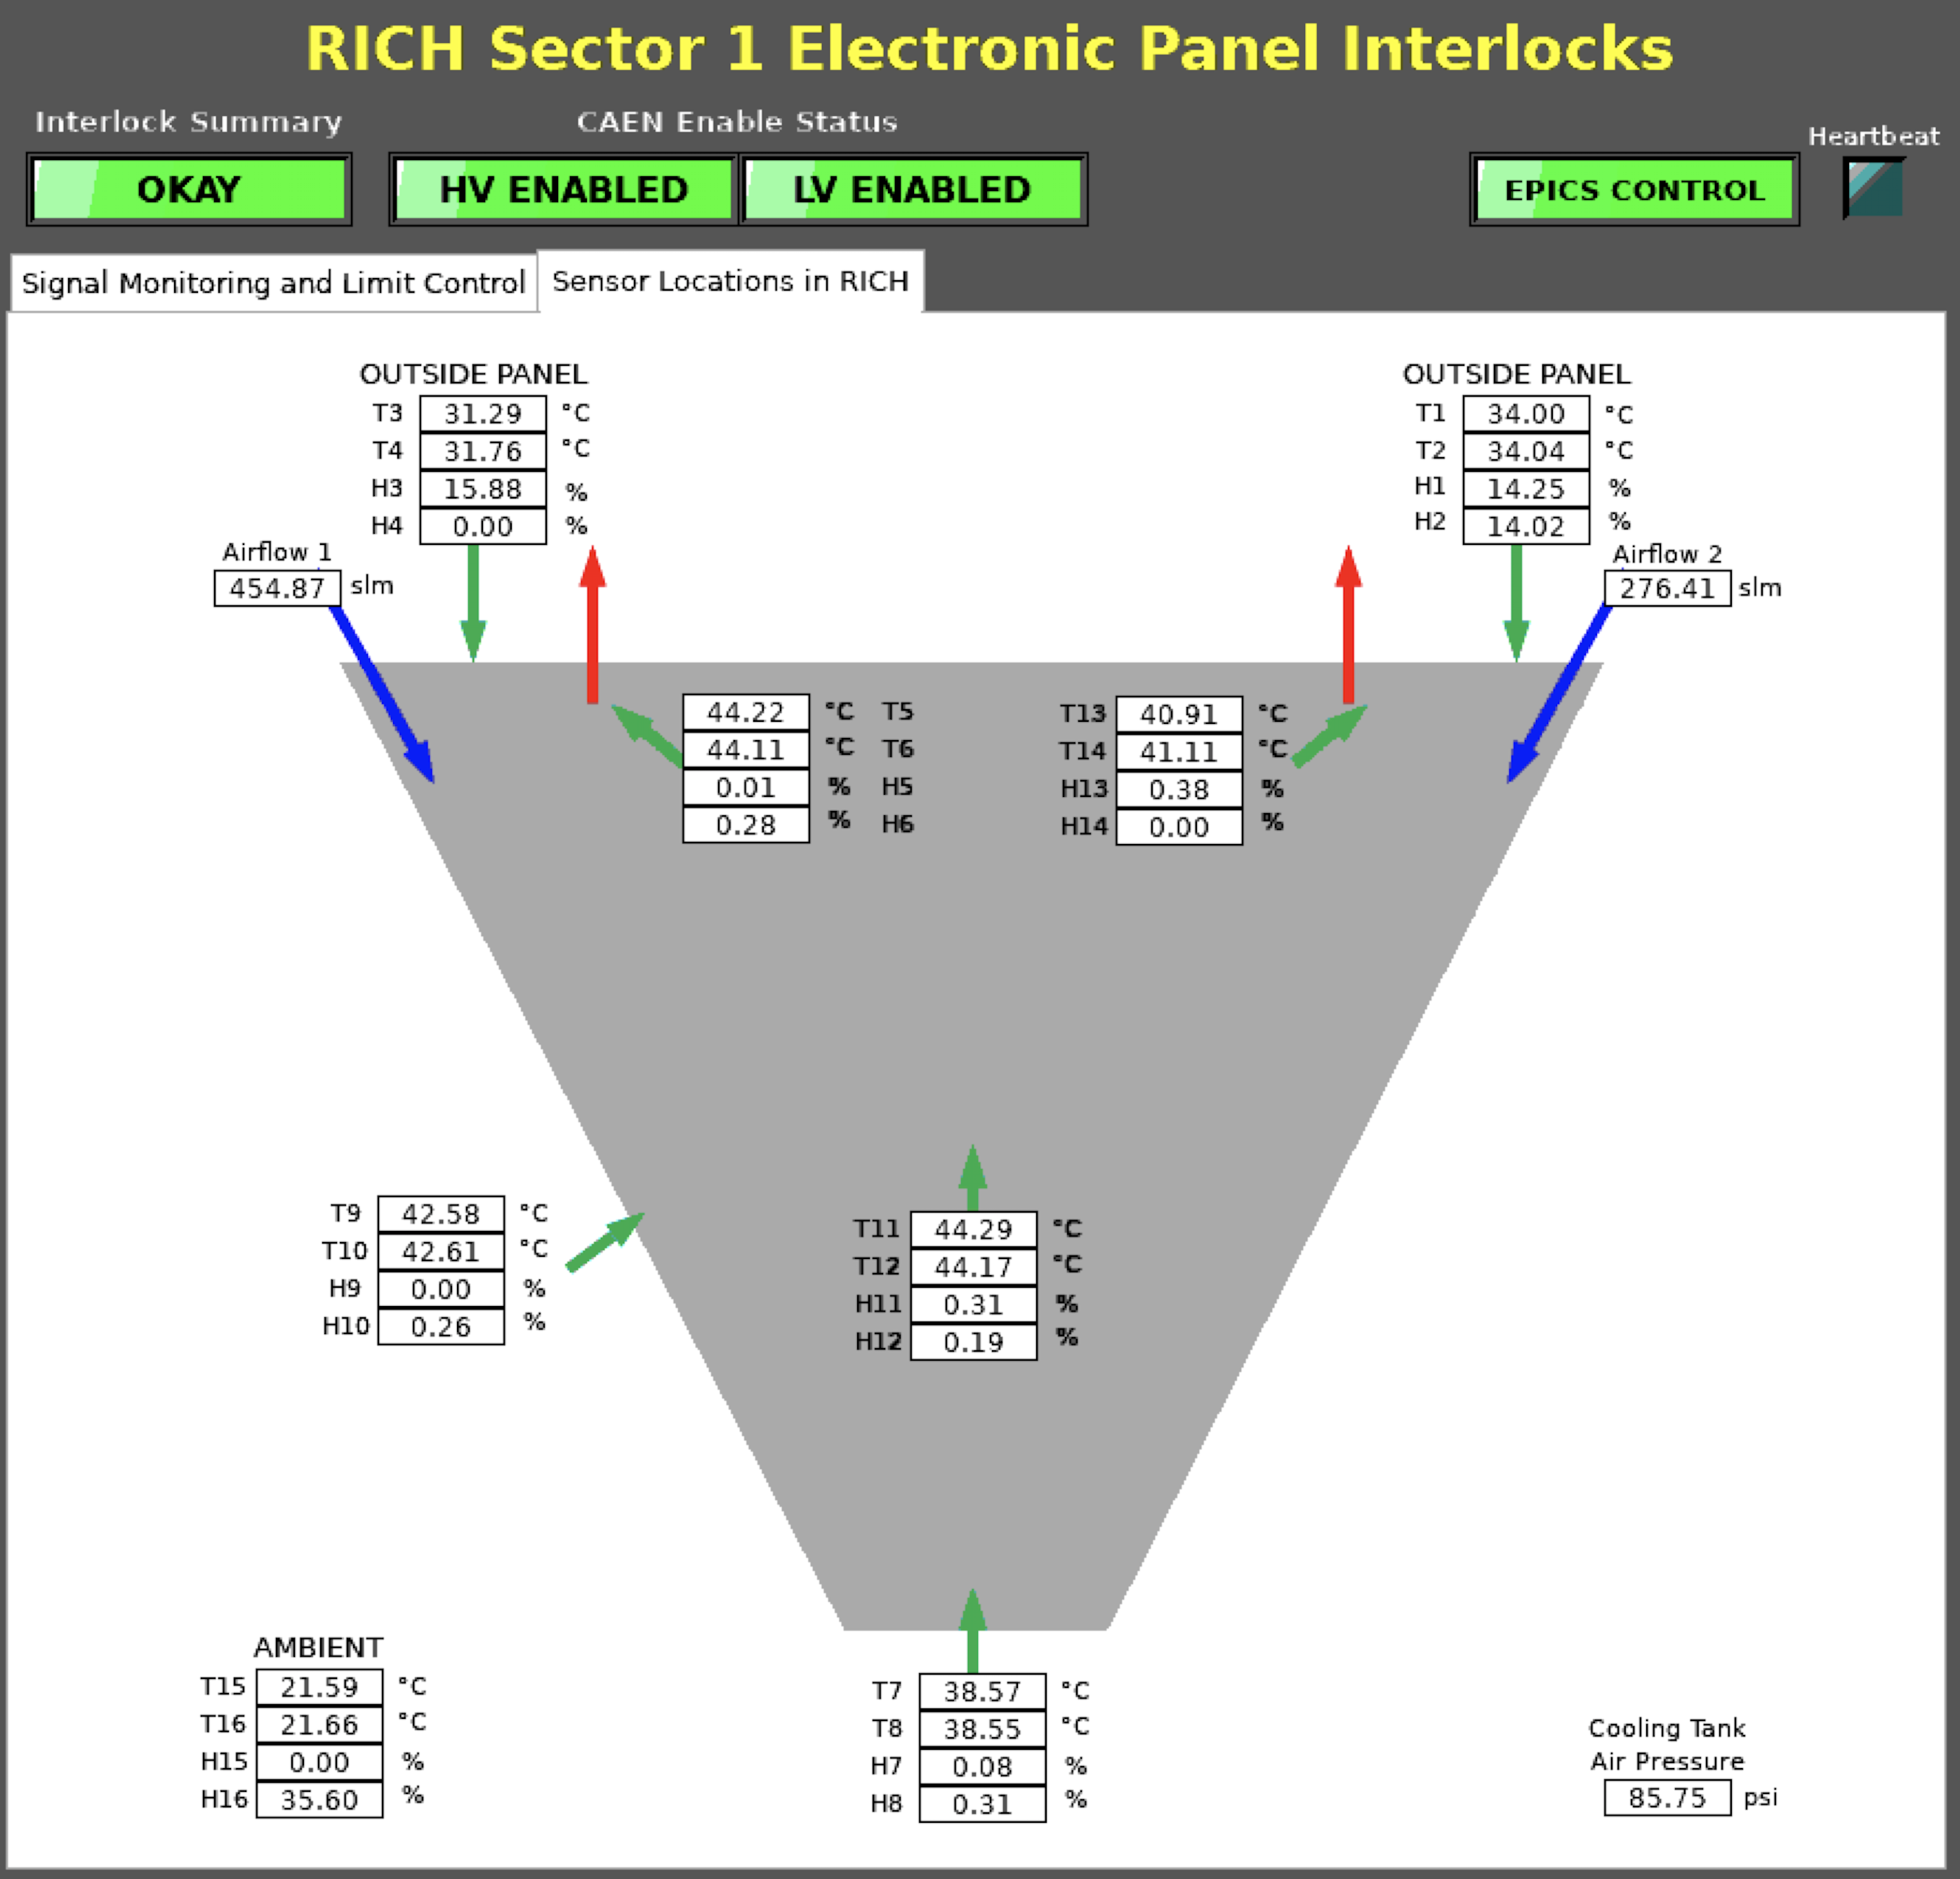 RICH Sector 1 Electronic Panel Interlocks
Interlock Summary
CAEN Enable Status
Heartbeat
OKAY
HV ENABLED
LV ENABLED
EPICS CONTROL
Signal Monitoring and Limit Control
Sensor Locations in RICH
OUTSIDE PANEL
T3 31.29 °C
T4 31.76 °C
H3 15.88 %
H4 0.00 %
OUTSIDE PANEL
T1 34.00 °C
T2 34.04 °C
H1 14.25 %
H2 14.02 %
Airflow 1
454.87 slm
Airflow 2
276.41 slm
44.22 °C T5
44.11 °C T6
0.01 % H5
0.28 % H6
T13 40.91 °C
T14 41.11 °C
H13 0.38 %
H14 0.00 %
T9 42.58 °C
T10 42.61 °C
H9 0.00 %
H10 0.26 %
T11 44.29 °C
T12 44.17 °C
H11 0.31 %
H12 0.19 %
AMBIENT
T15 21.59 °C
T16 21.66 °C
H15 0.00 %
H16 35.60 %
T7 38.57 °C
T8 38.55 °C
H7 0.08 %
H8 0.31 %
Cooling Tank
Air Pressure
85.75 psi